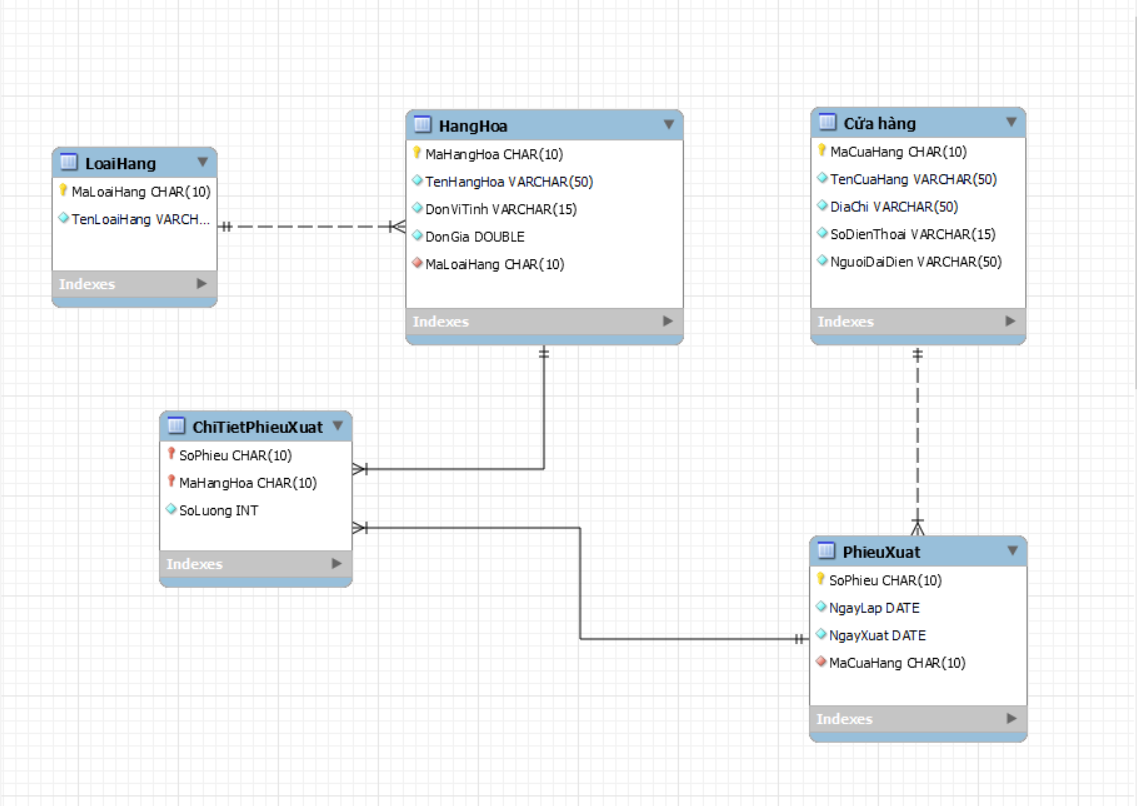 LoaiHang
MaLoaiHang CHAR(10)
TenLoaiHang VARCH...
Indexes
HangHoa
MaHangHoa CHAR(10)
TenHangHoa VARCHAR(50)
DonViTinh VARCHAR(15)
DonGia DOUBLE
MaLoaiHang CHAR(10)
Indexes
Cửa hàng
MaCuaHang CHAR(10)
TenCuaHang VARCHAR(50)
DiaChi VARCHAR(50)
SoDienThoai VARCHAR(15)
NguoiDaiDien VARCHAR(50)
Indexes
ChiTietPhieuXuat
SoPhieu CHAR(10)
MaHangHoa CHAR(10)
SoLuong INT
Indexes
PhieuXuat
SoPhieu CHAR(10)
NgayLap DATE
NgayXuat DATE
MaCuaHang CHAR(10)
Indexes